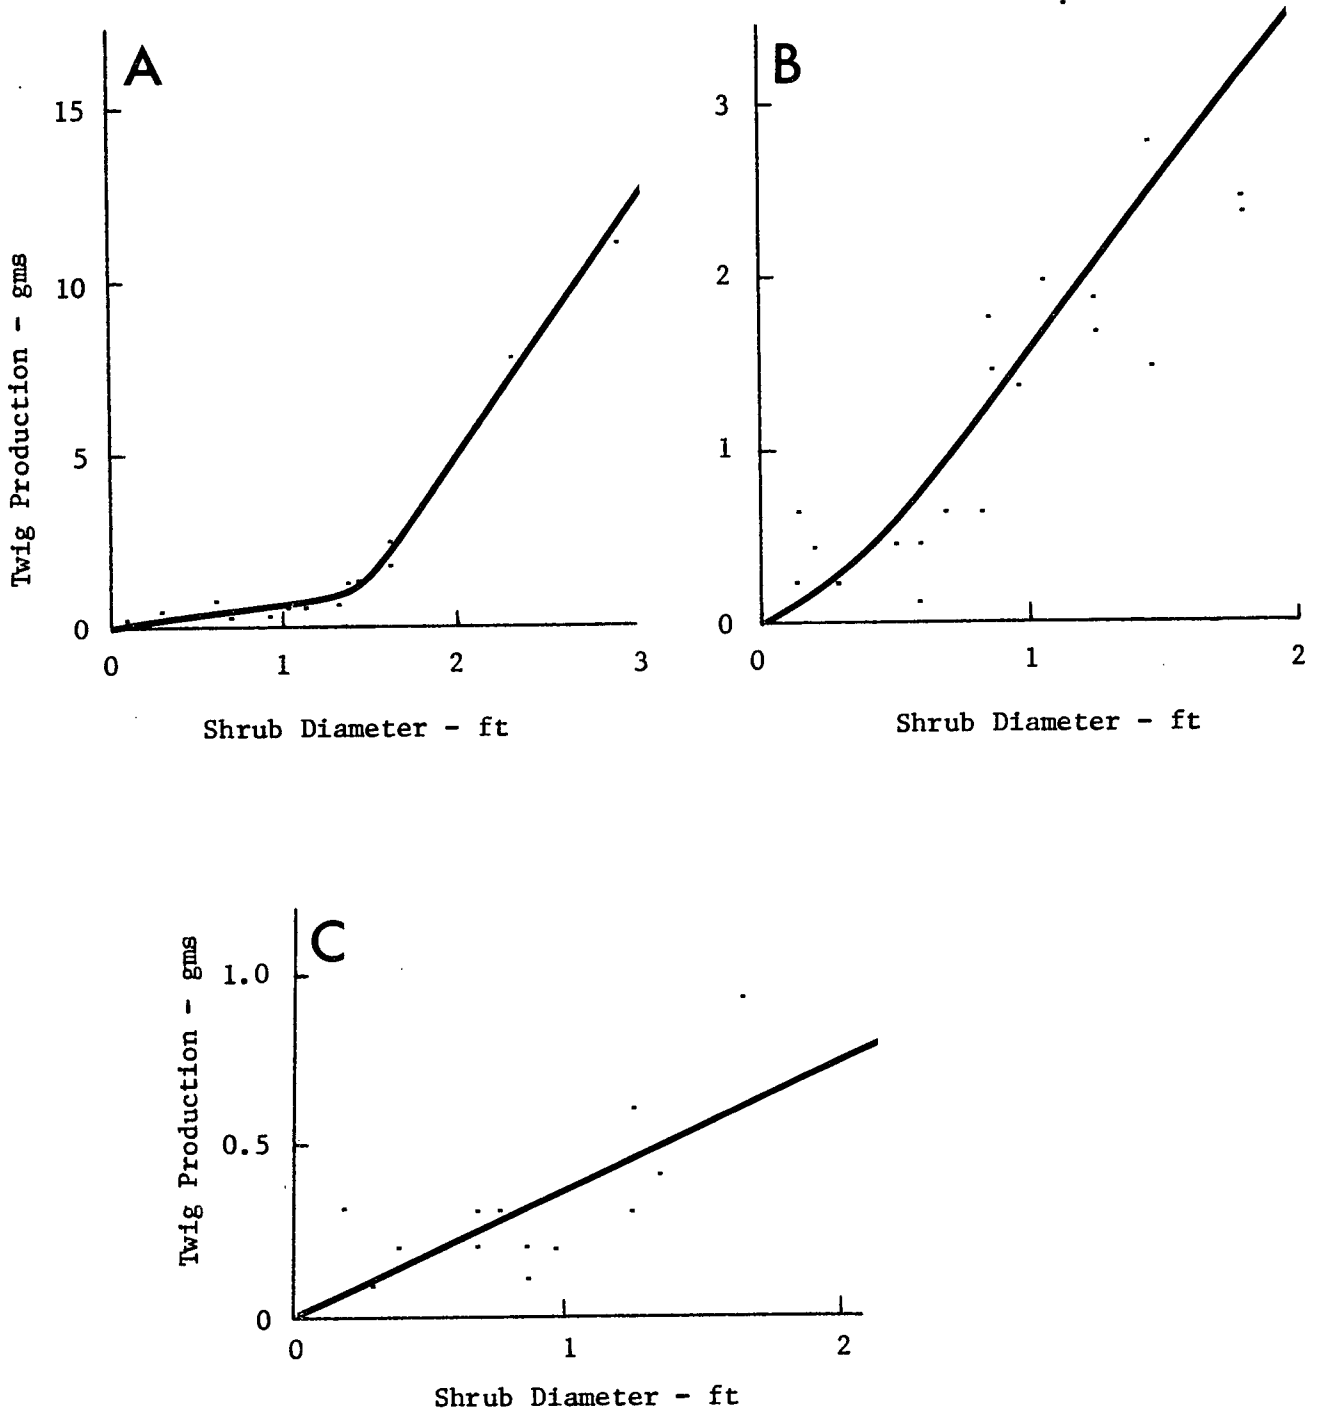 A
15
10
5
0
0 1 2 3
Twig Production - gms
Shrub Diameter - ft
B
3
2
1
0
0 1 2
Shrub Diameter - ft
C
1.0
0.5
0
0 1 2
Twig Production - gms
Shrub Diameter - ft